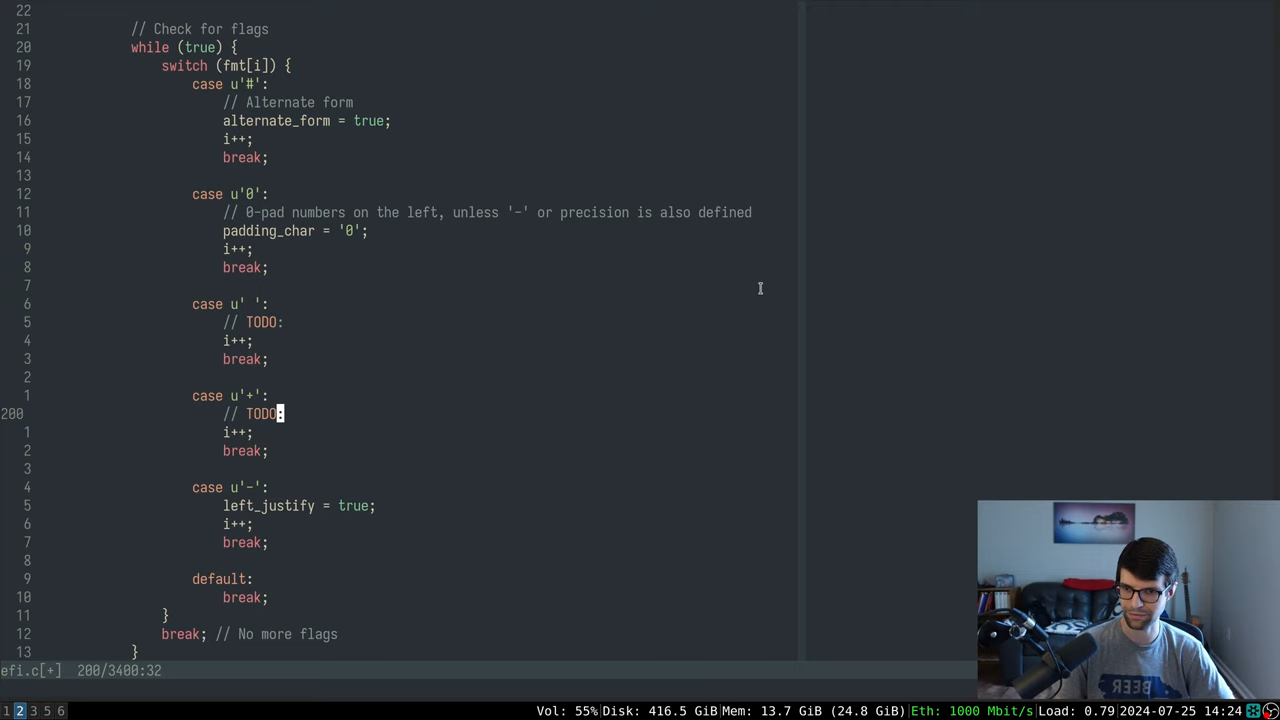 22
21 // Check for flags
20 while (true) {
19 switch (fmt[i]) {
18 case u'#':
17 // Alternate form
16 alternate_form = true;
15 i++;
14 break;
13
12 case u'0':
11 // 0-pad numbers on the left, unless '-' or precision is also defined
10 padding_char = '0';
9 i++;
8 break;
7
6 case u' ':
5 // TODO:
4 i++;
3 break;
2
1 case u'+':
200 // TODO:
1 i++;
2 break;
3
4 case u'-':
5 left_justify = true;
6 i++;
7 break;
8
9 default:
10 break;
11 }
12 break; // No more flags
13 }
efi.c[+] 200/3400:32
1 2 3 5 6 Vol: 55%|Disk: 416.5 GiB|Mem: 13.7 GiB (24.8 GiB)|Eth: 1000 Mbit/s|Load: 0.79|2024-07-25 14:24
BEER